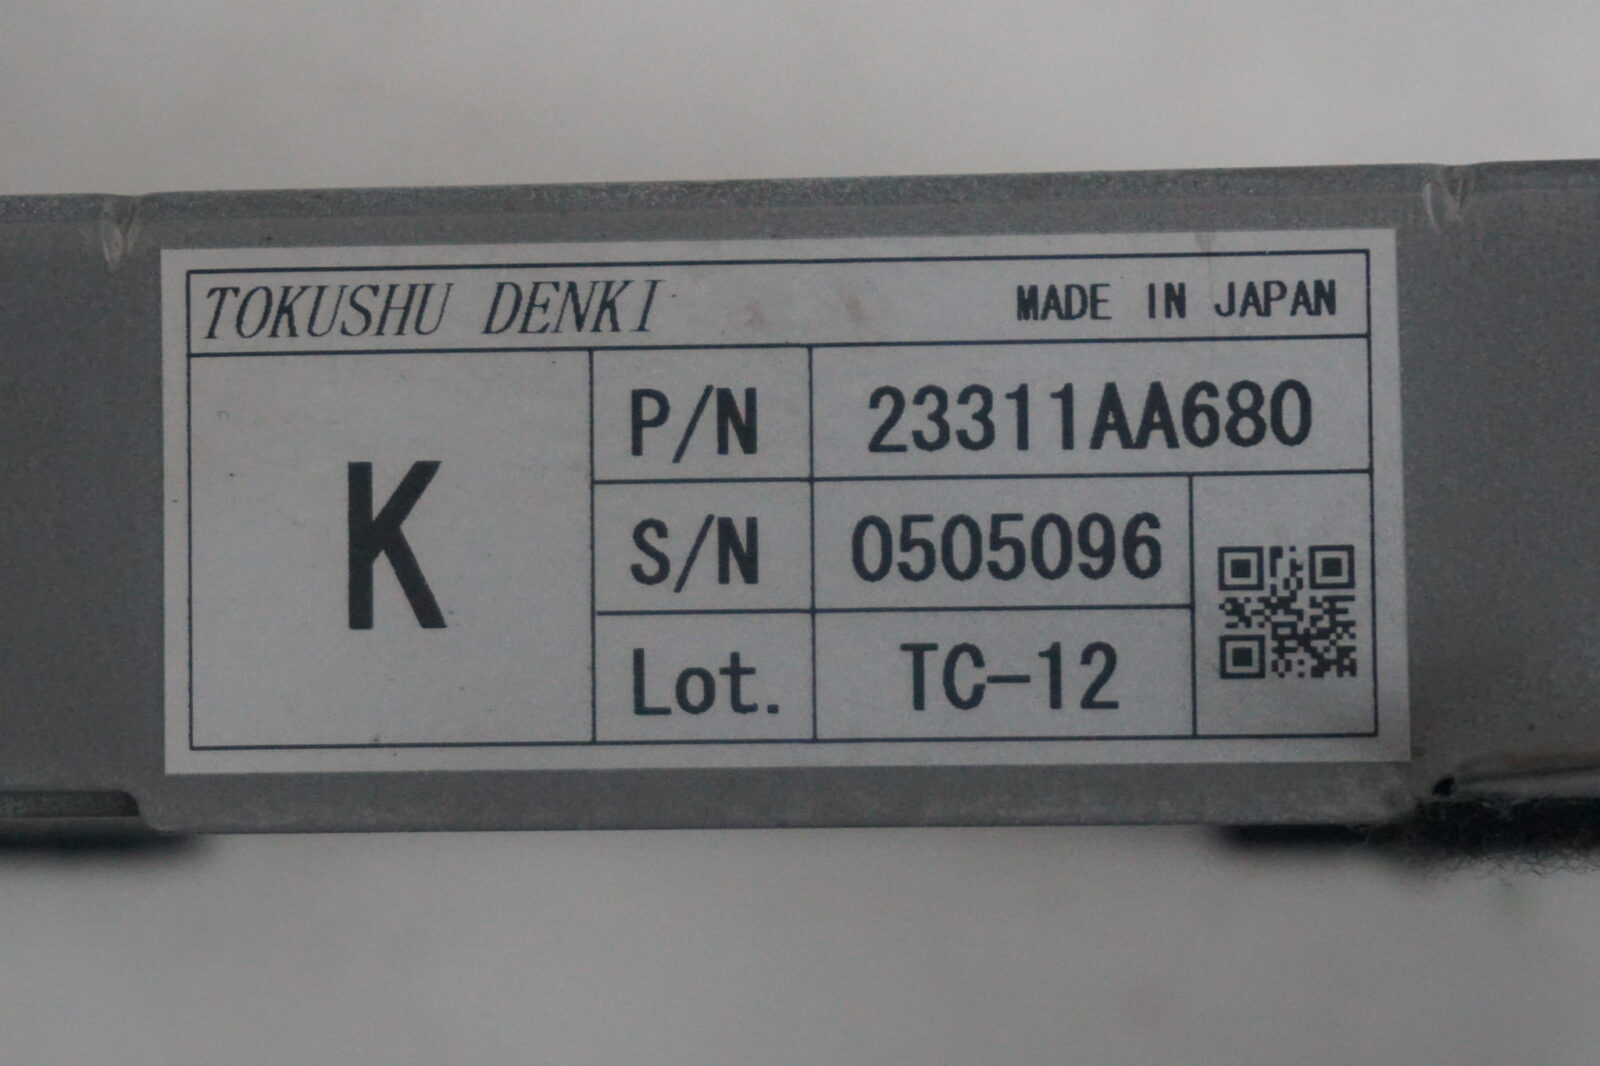 TOKUSHU DENKI MADE IN JAPAN
K
P/N 23311AA680
S/N 0505096
Lot. TC-12